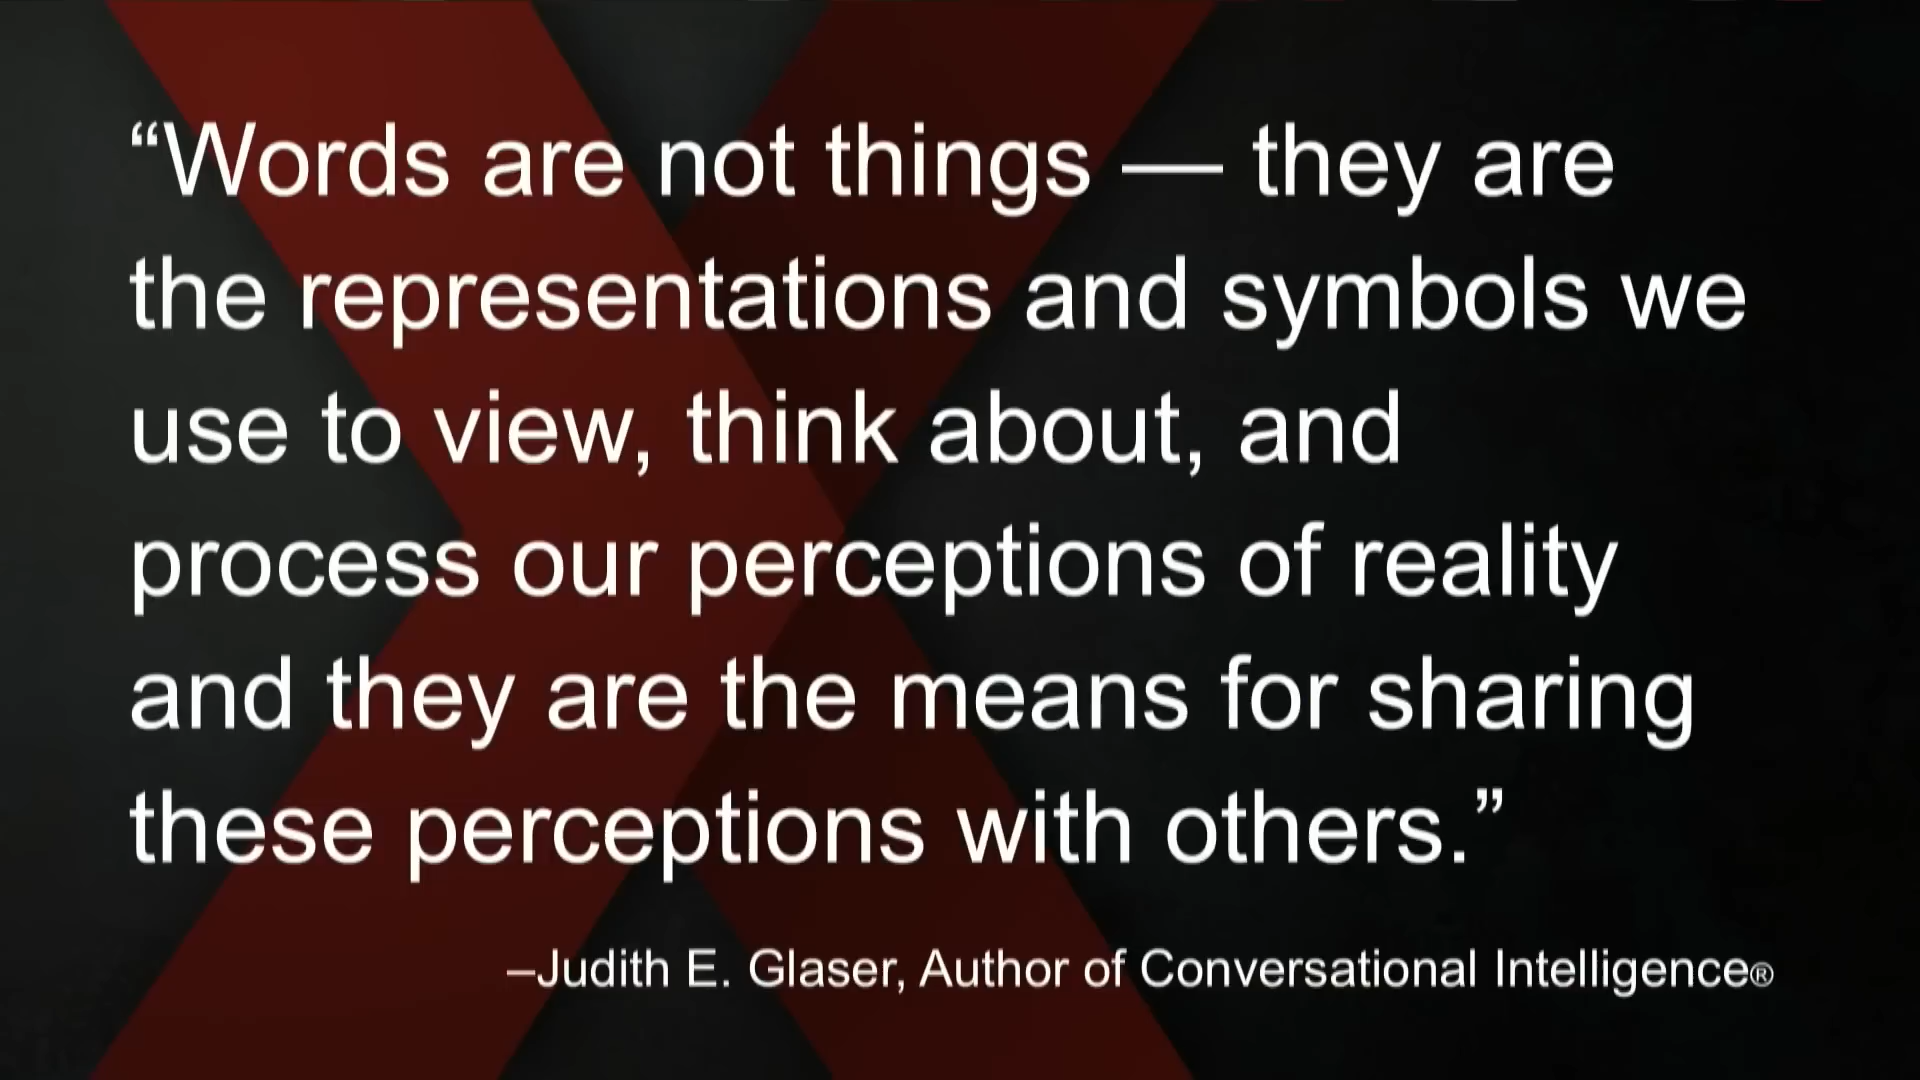 “Words are not things — they are
the representations and symbols we
use to view, think about, and
process our perceptions of reality
and they are the means for sharing
these perceptions with others.”
–Judith E. Glaser, Author of Conversational Intelligence®